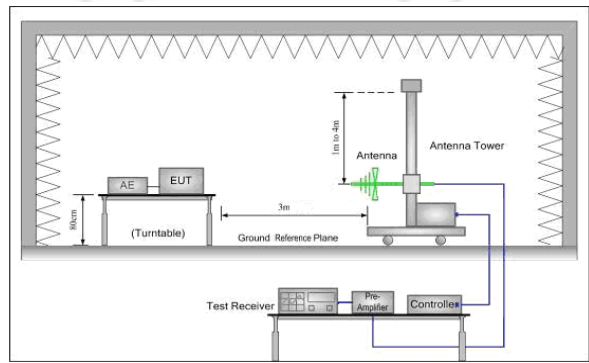 1m to 4m
Antenna
Antenna Tower
AE
EUT
80cm
(Turntable)
3m
Ground Reference Plane
Test Receiver
Pre-
Amplifier
Controller